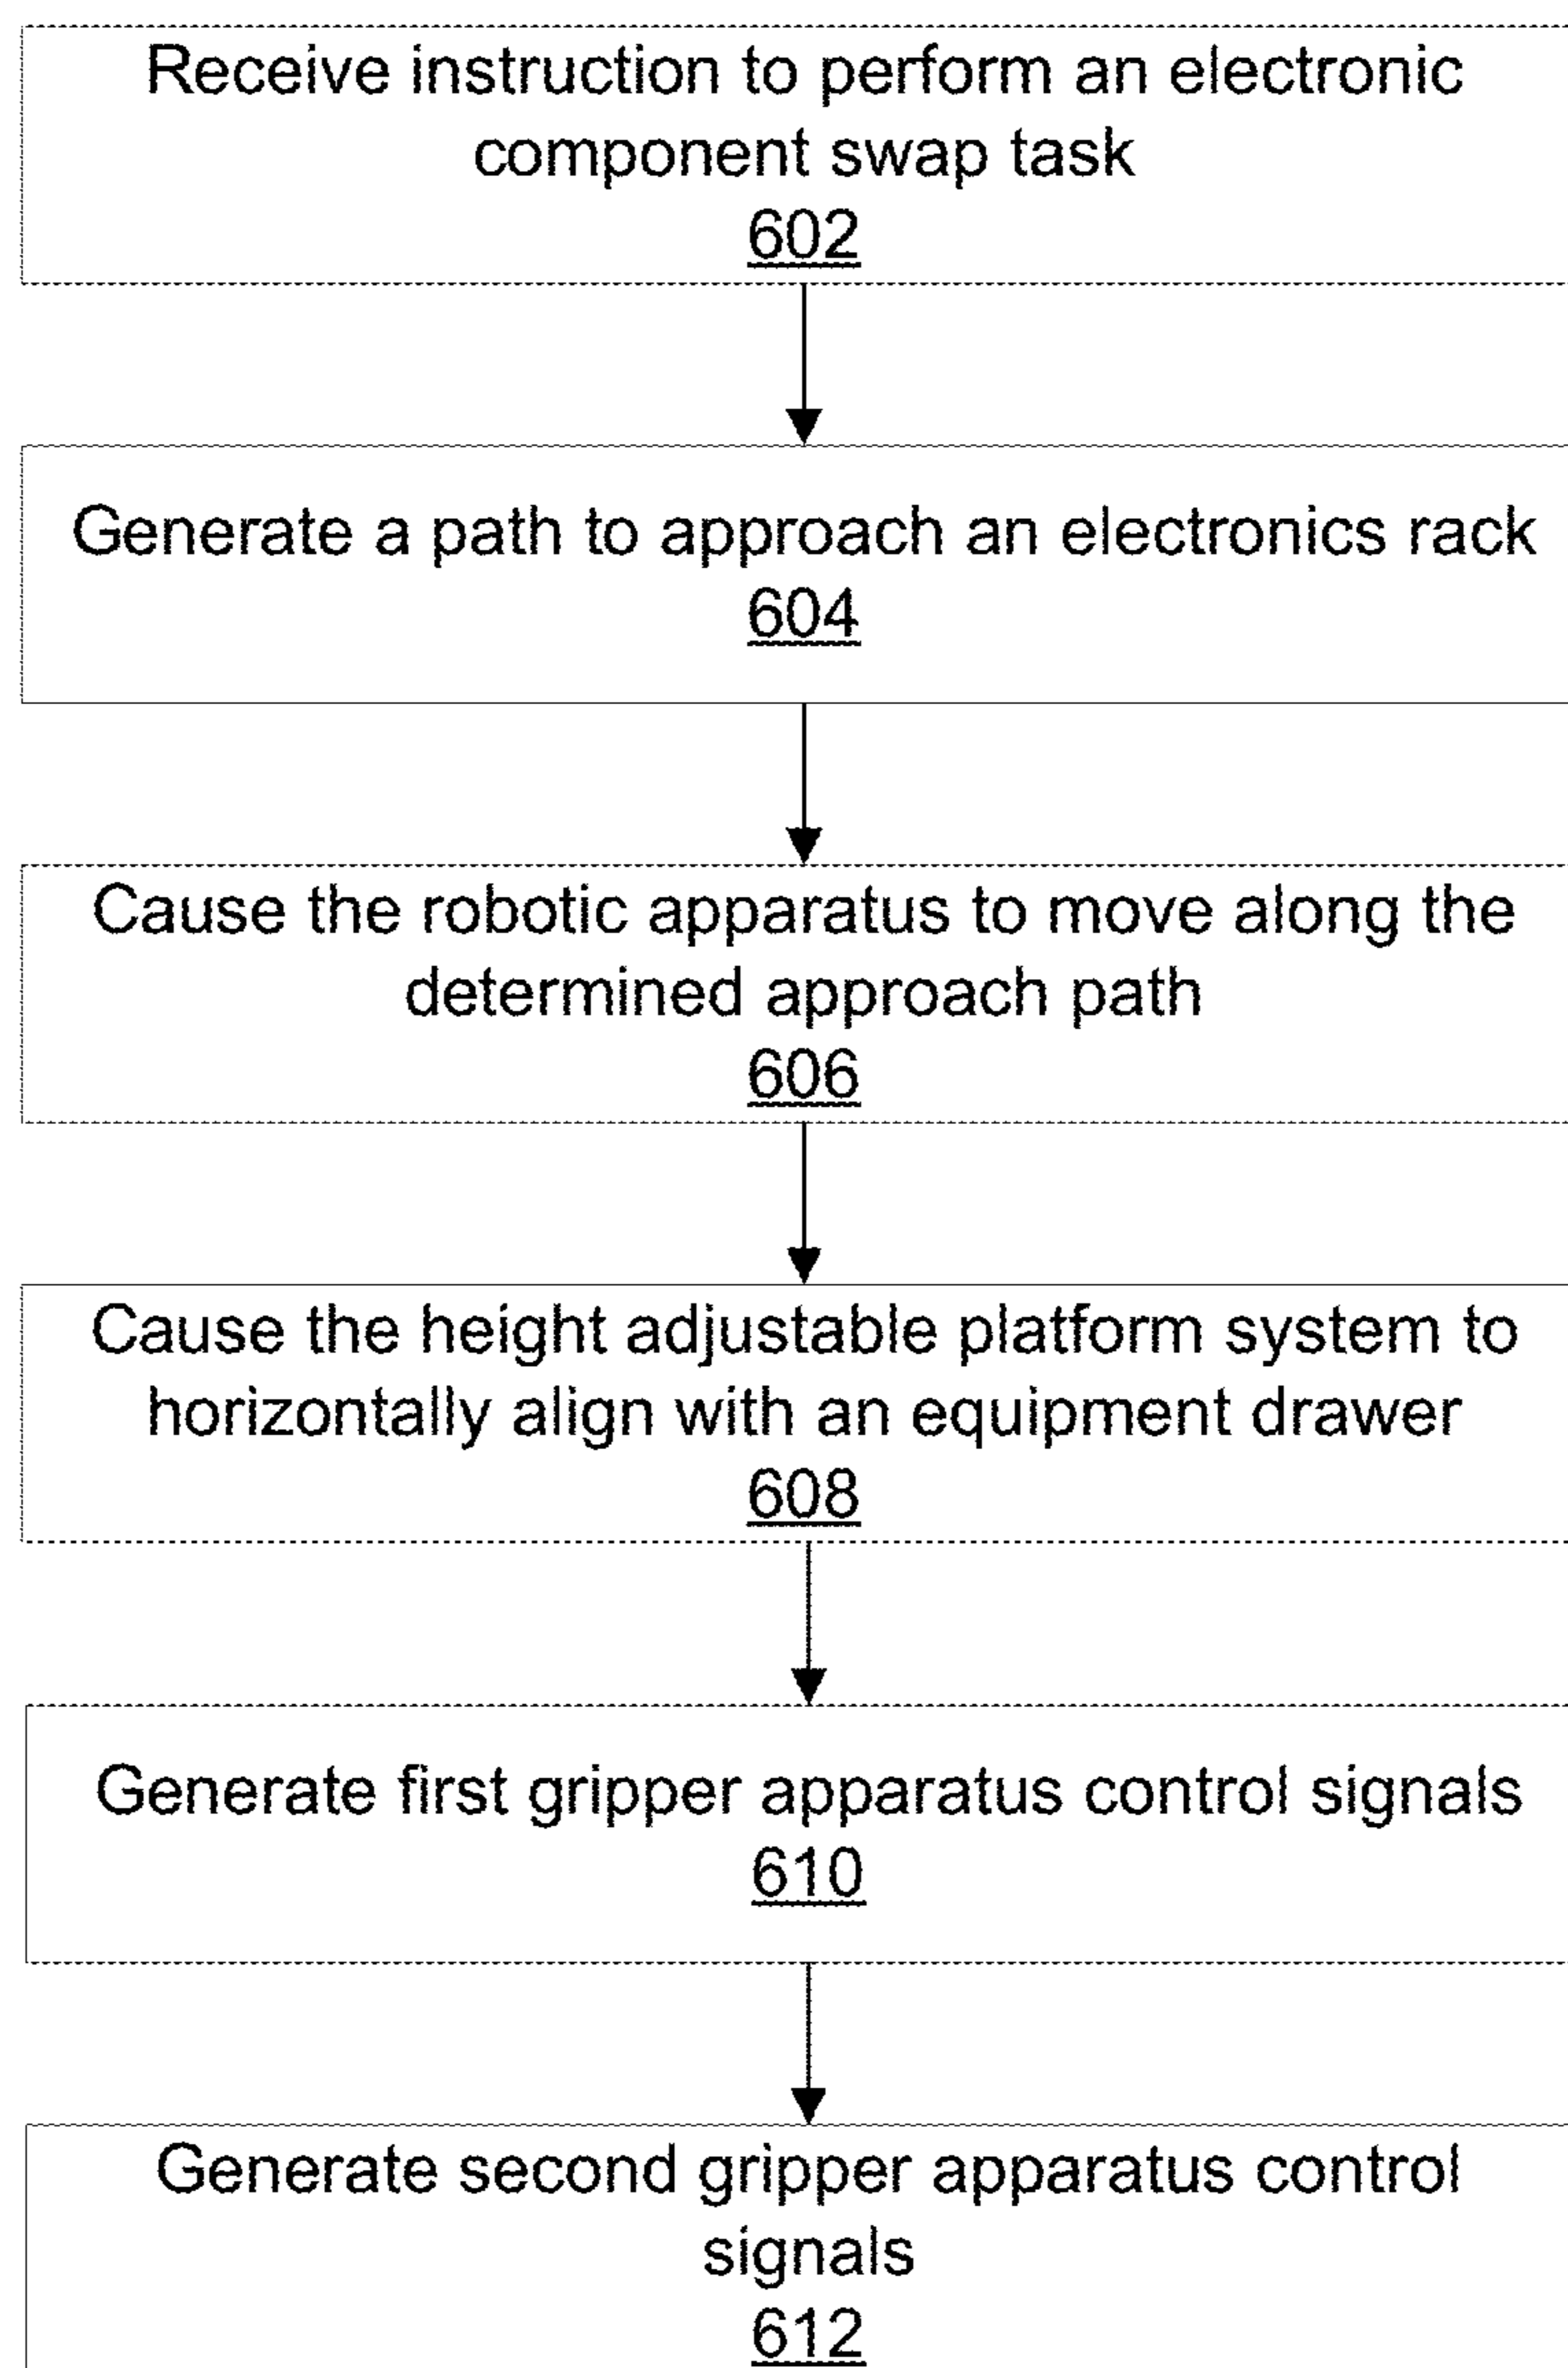 Receive instruction to perform an electronic
component swap task
602
Generate a path to approach an electronics rack
604
Cause the robotic apparatus to move along the
determined approach path
606
Cause the height adjustable platform system to
horizontally align with an equipment drawer
608
Generate first gripper apparatus control signals
610
Generate second gripper apparatus control
signals
612